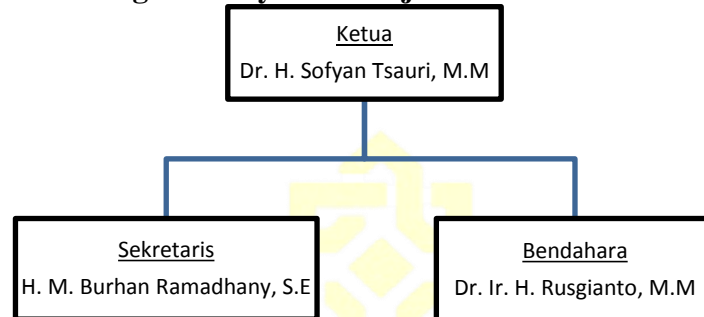 Ketua
Dr. H. Sofyan Tsauri, M.M
Sekretaris
H. M. Burhan Ramadhany, S.E
Bendahara
Dr. Ir. H. Rusgianto, M.M